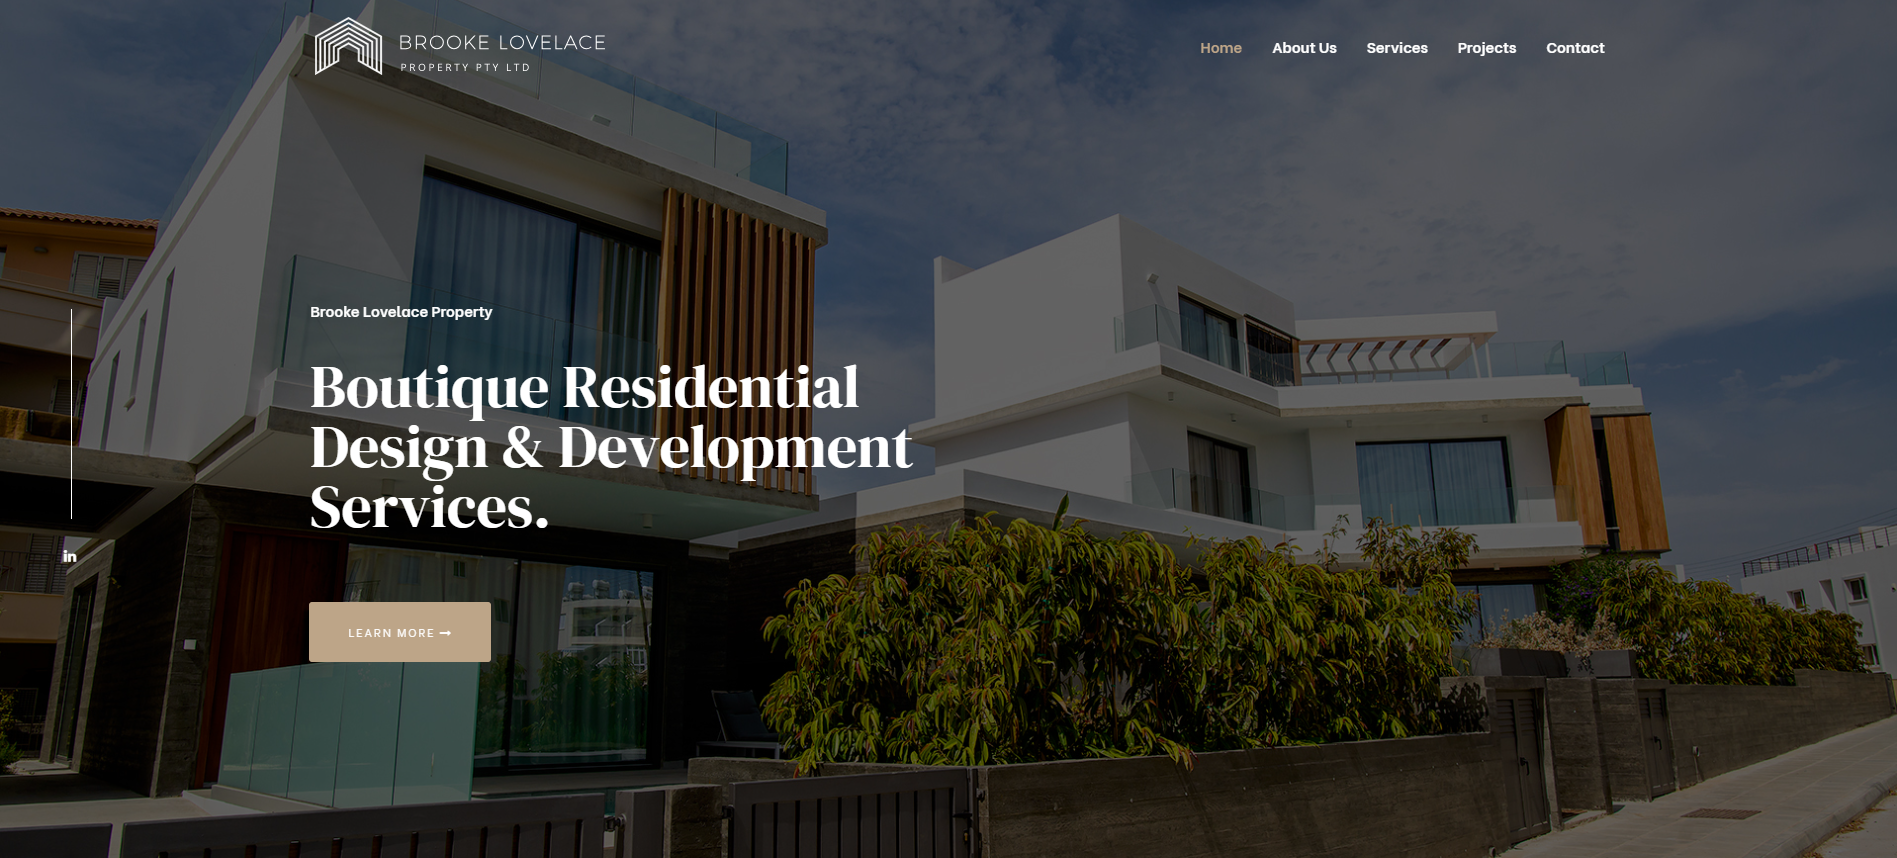 BROOKE LOVELACE
PROPERTY PTY LTD
Home About Us Services Projects Contact
Brooke Lovelace Property
Boutique Residential
Design & Development
Services.
in
LEARN MORE